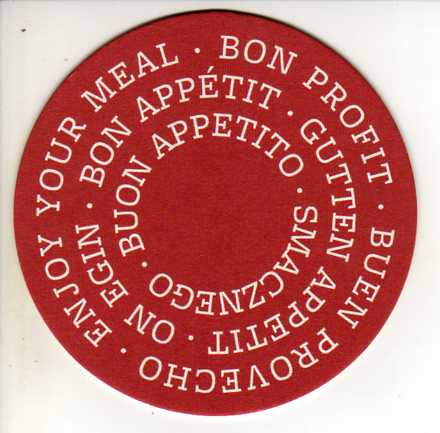 ENJOY YOUR MEAL · BON PROFIT · BUEN PROVECHO ·
BON APPÉTIT · GUTTEN APPETIT · ON EGIN ·
BUON APPETITO · SMACZNEGO ·